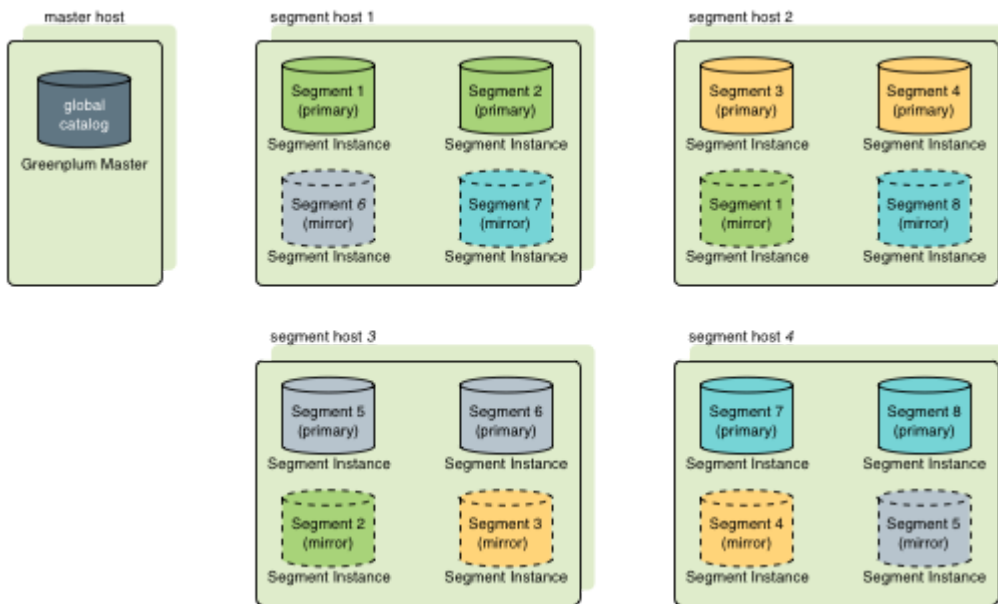 master host
global
catalog
Greenplum Master
segment host 1
Segment 1
(primary)
Segment Instance
Segment 2
(primary)
Segment Instance
Segment 6
(mirror)
Segment Instance
Segment 7
(mirror)
Segment Instance
segment host 2
Segment 3
(primary)
Segment Instance
Segment 4
(primary)
Segment Instance
Segment 1
(mirror)
Segment Instance
Segment 8
(mirror)
Segment Instance
segment host 3
Segment 5
(primary)
Segment Instance
Segment 6
(primary)
Segment Instance
Segment 2
(mirror)
Segment Instance
Segment 3
(mirror)
Segment Instance
segment host 4
Segment 7
(primary)
Segment Instance
Segment 8
(primary)
Segment Instance
Segment 4
(mirror)
Segment Instance
Segment 5
(mirror)
Segment Instance